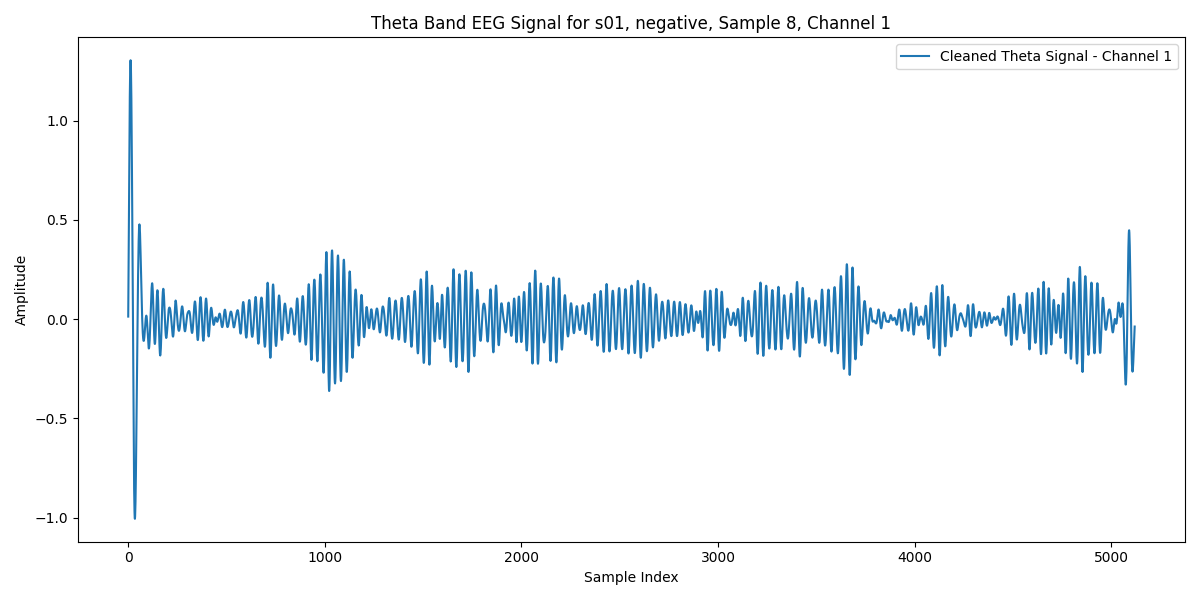 Theta Band EEG Signal for s01, negative, Sample 8, Channel 1
Cleaned Theta Signal - Channel 1
Amplitude
1.0
0.5
0.0
−0.5
−1.0
0 1000 2000 3000 4000 5000
Sample Index